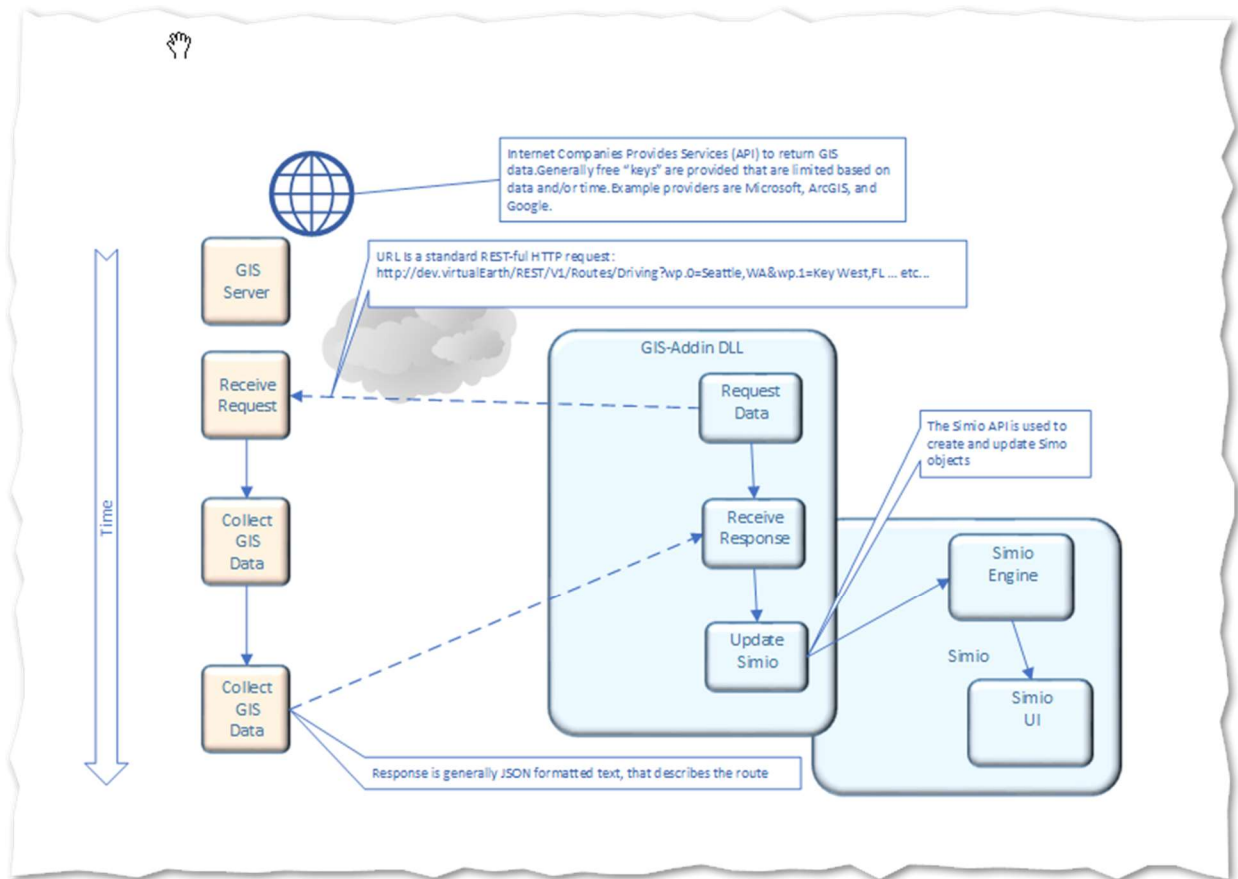 Internet Companies Provides Services (API) to return GIS
data.Generally free “keys” are provided that are limited based on
data and/or time.Example providers are Microsoft, ArcGIS, and
Google.
URL is a standard REST-ful HTTP request:
http://dev.virtualEarth/REST/V1/Routes/Driving?wp.0=Seattle,WA&wp.1=Key West,FL ... etc...
GIS
Server
GIS-Addin DLL
Receive
Request
Request
Data
The Simio API is used to
create and update Simo
objects
Time
Collect
GIS
Data
Receive
Response
Simio
Engine
Update
Simio
Simio
Collect
GIS
Data
Simio
UI
Response is generally JSON formatted text, that describes the route